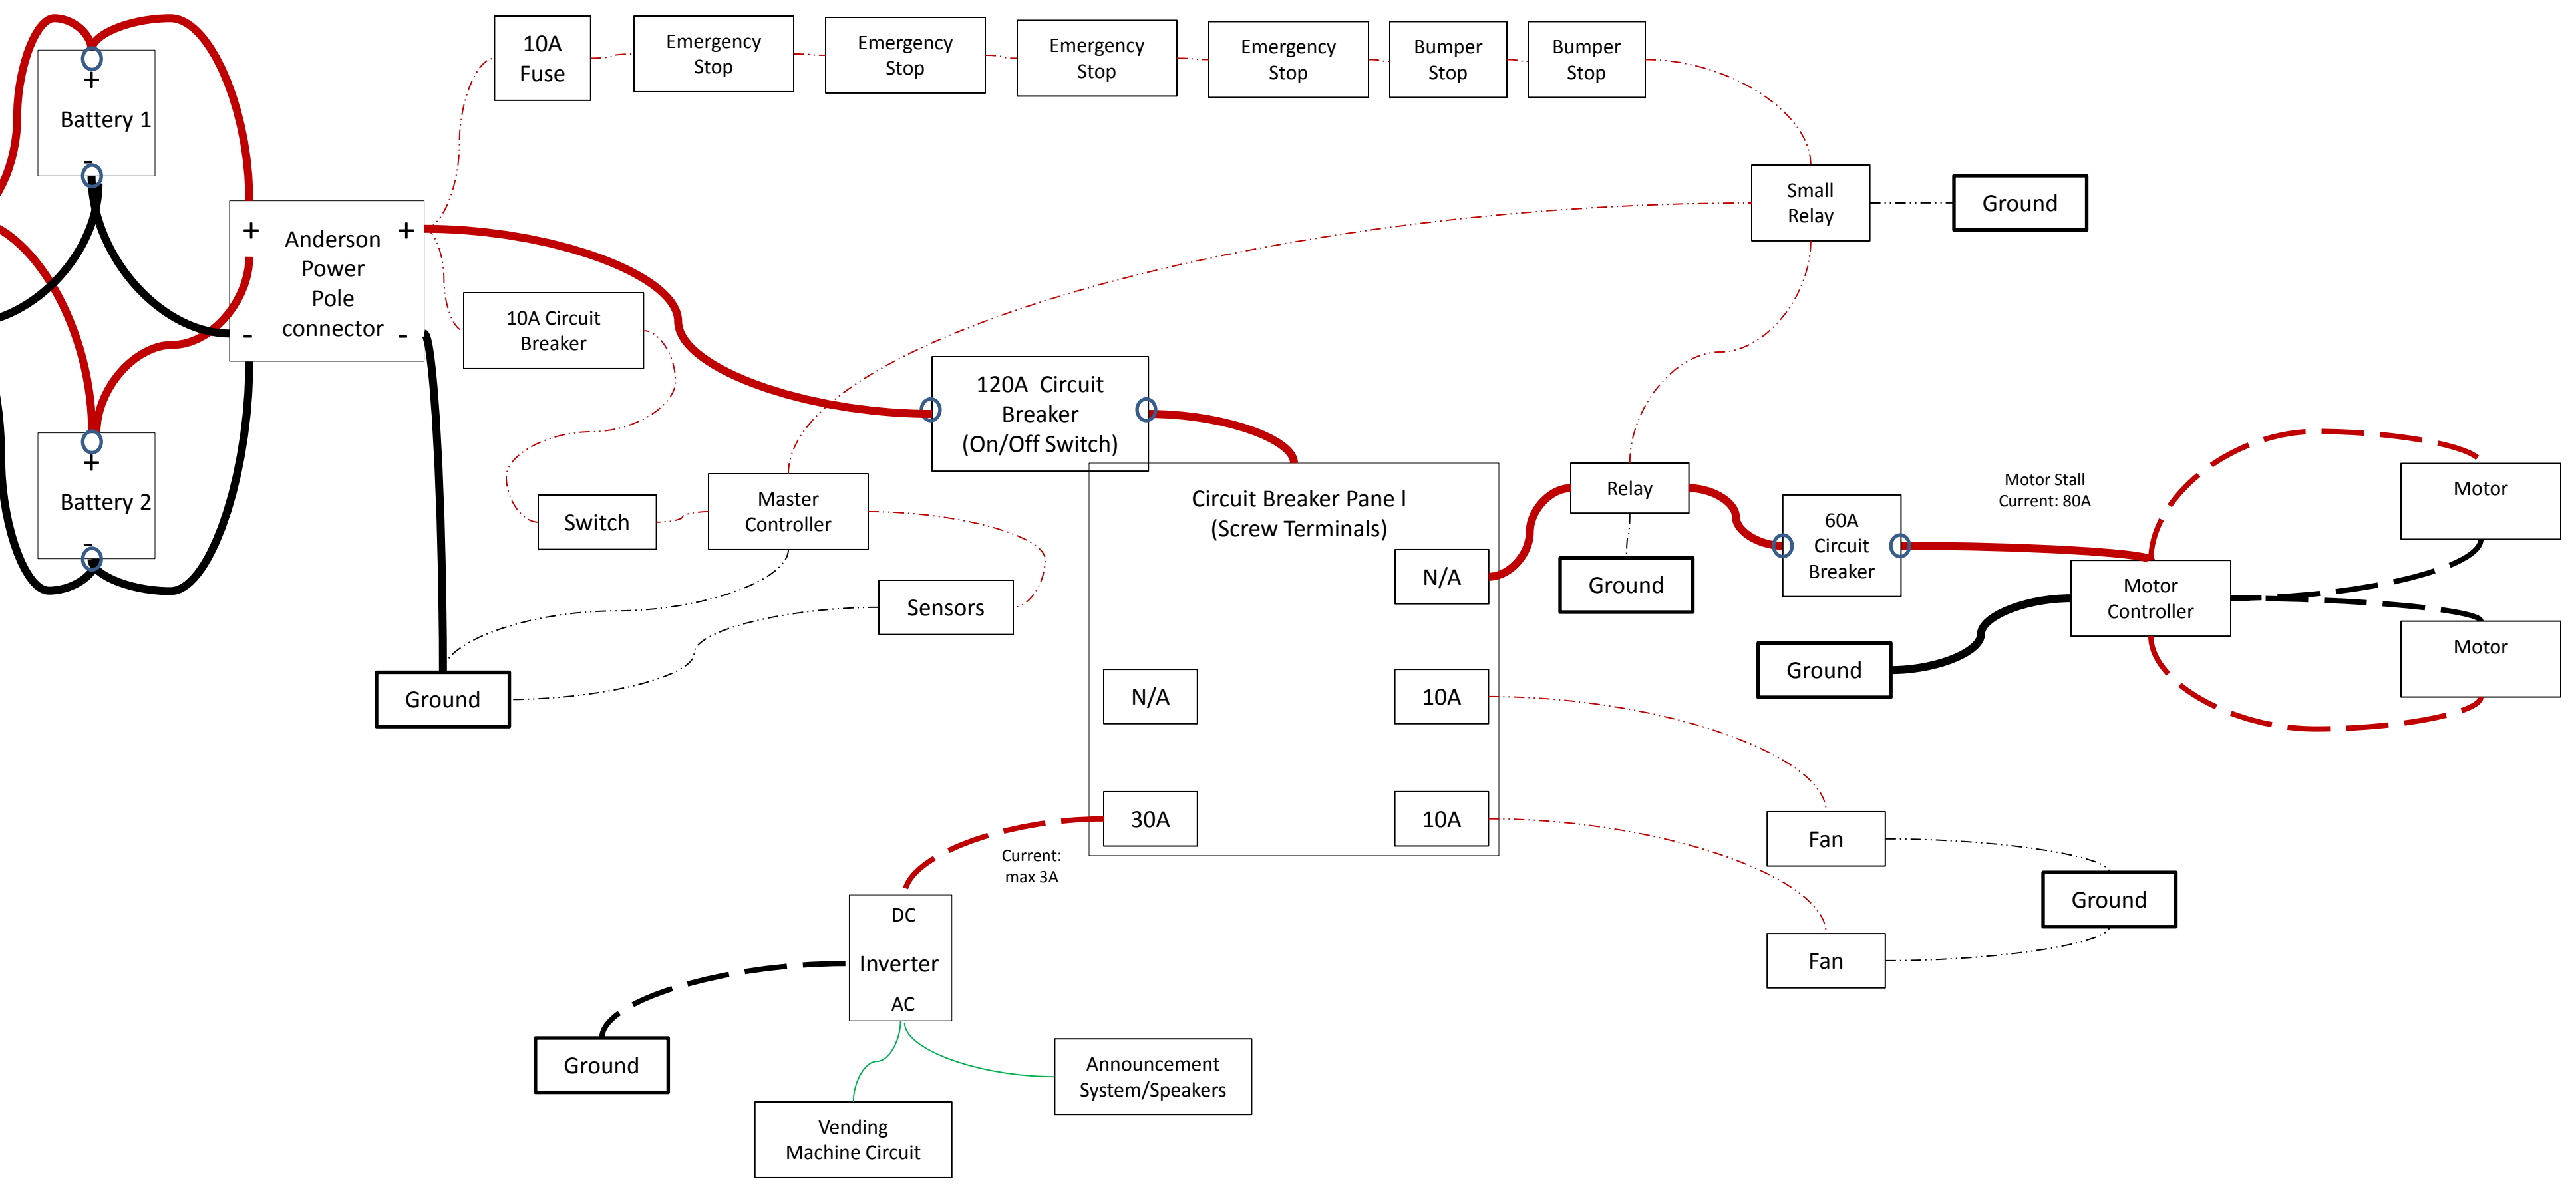 10A
Fuse
Emergency
Stop
Emergency
Stop
Emergency
Stop
Emergency
Stop
Bumper
Stop
Bumper
Stop
+
Battery 1
-
Small
Relay
Ground
+
+
Anderson
Power
Pole
connector
-
-
10A Circuit
Breaker
120A Circuit
Breaker
(On/Off Switch)
+
Battery 2
-
Switch
Master
Controller
Circuit Breaker Pane l
(Screw Terminals)
Relay
Motor Stall
Current: 80A
Motor
60A
Circuit
Breaker
N/A
Ground
Sensors
Motor
Controller
Motor
Ground
Ground
N/A
10A
30A
10A
Current:
max 3A
Fan
Ground
Fan
DC
Inverter
AC
Ground
Announcement
System/Speakers
Vending
Machine Circuit